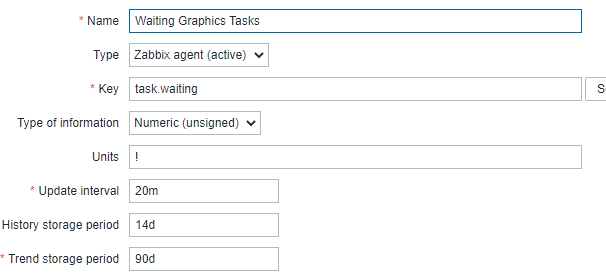 * Name Waiting Graphics Tasks
Type Zabbix agent (active)
* Key task.waiting
Type of information Numeric (unsigned)
Units !
* Update interval 20m
History storage period 14d
* Trend storage period 90d